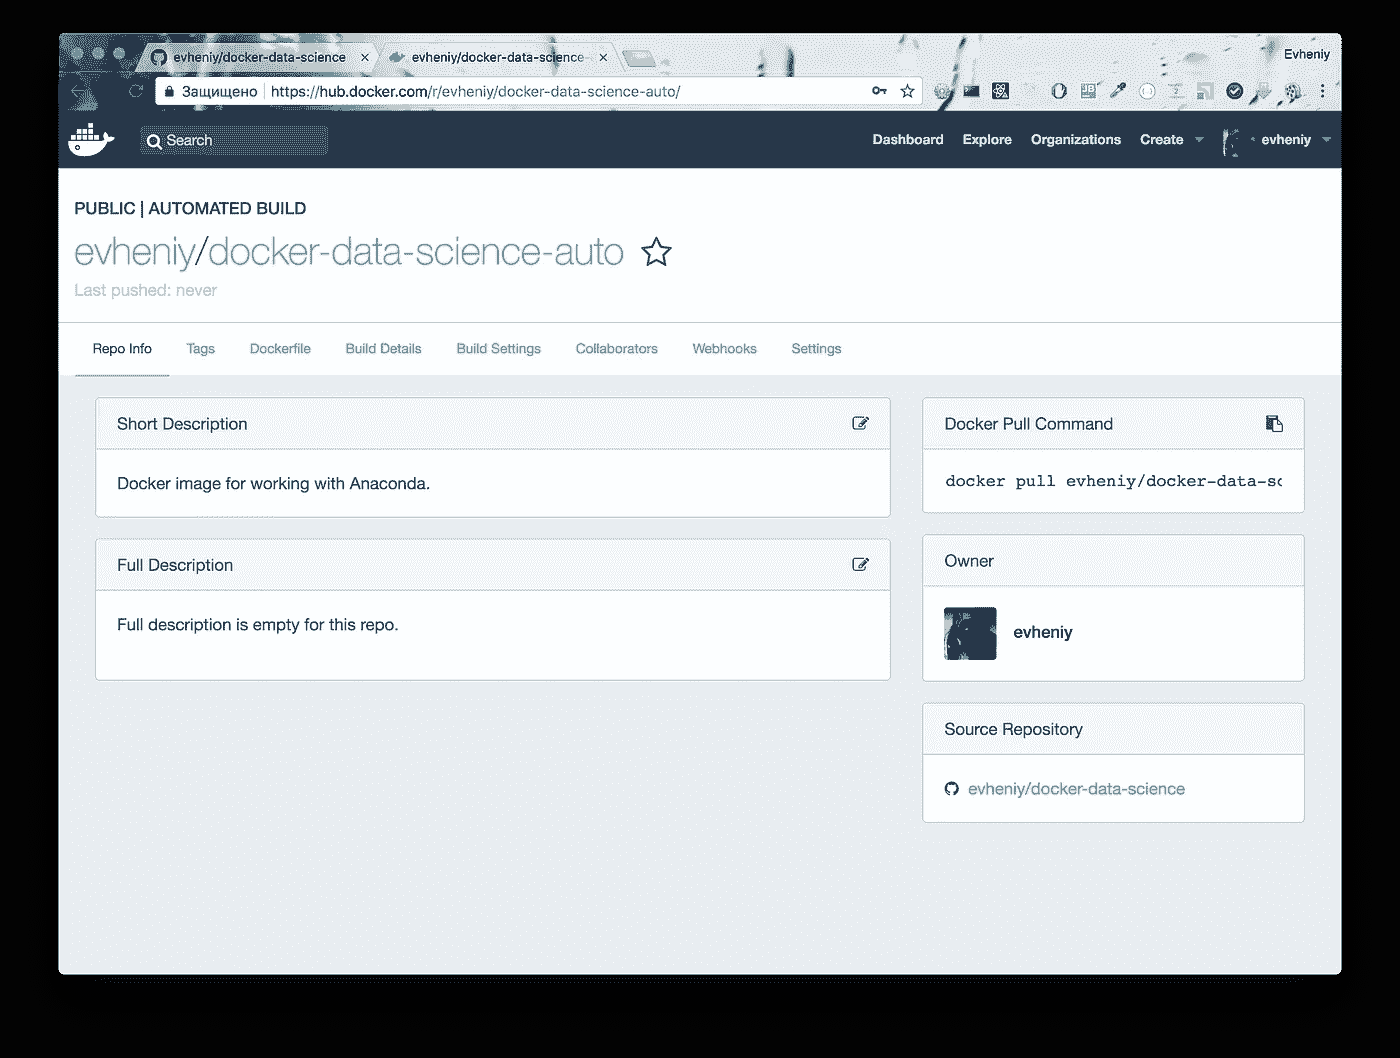 evheniy/docker-data-science
evheniy/docker-data-science-
Evheniy
Защищено https://hub.docker.com/r/evheniy/docker-data-science-auto/
Search
Dashboard Explore Organizations Create evheniy
PUBLIC | AUTOMATED BUILD
evheniy/docker-data-science-auto
Last pushed: never
Repo Info Tags Dockerfile Build Details Build Settings Collaborators Webhooks Settings
Short Description
Docker image for working with Anaconda.
Full Description
Full description is empty for this repo.
Docker Pull Command
docker pull evheniy/docker-data-sc
Owner
evheniy
Source Repository
evheniy/docker-data-science